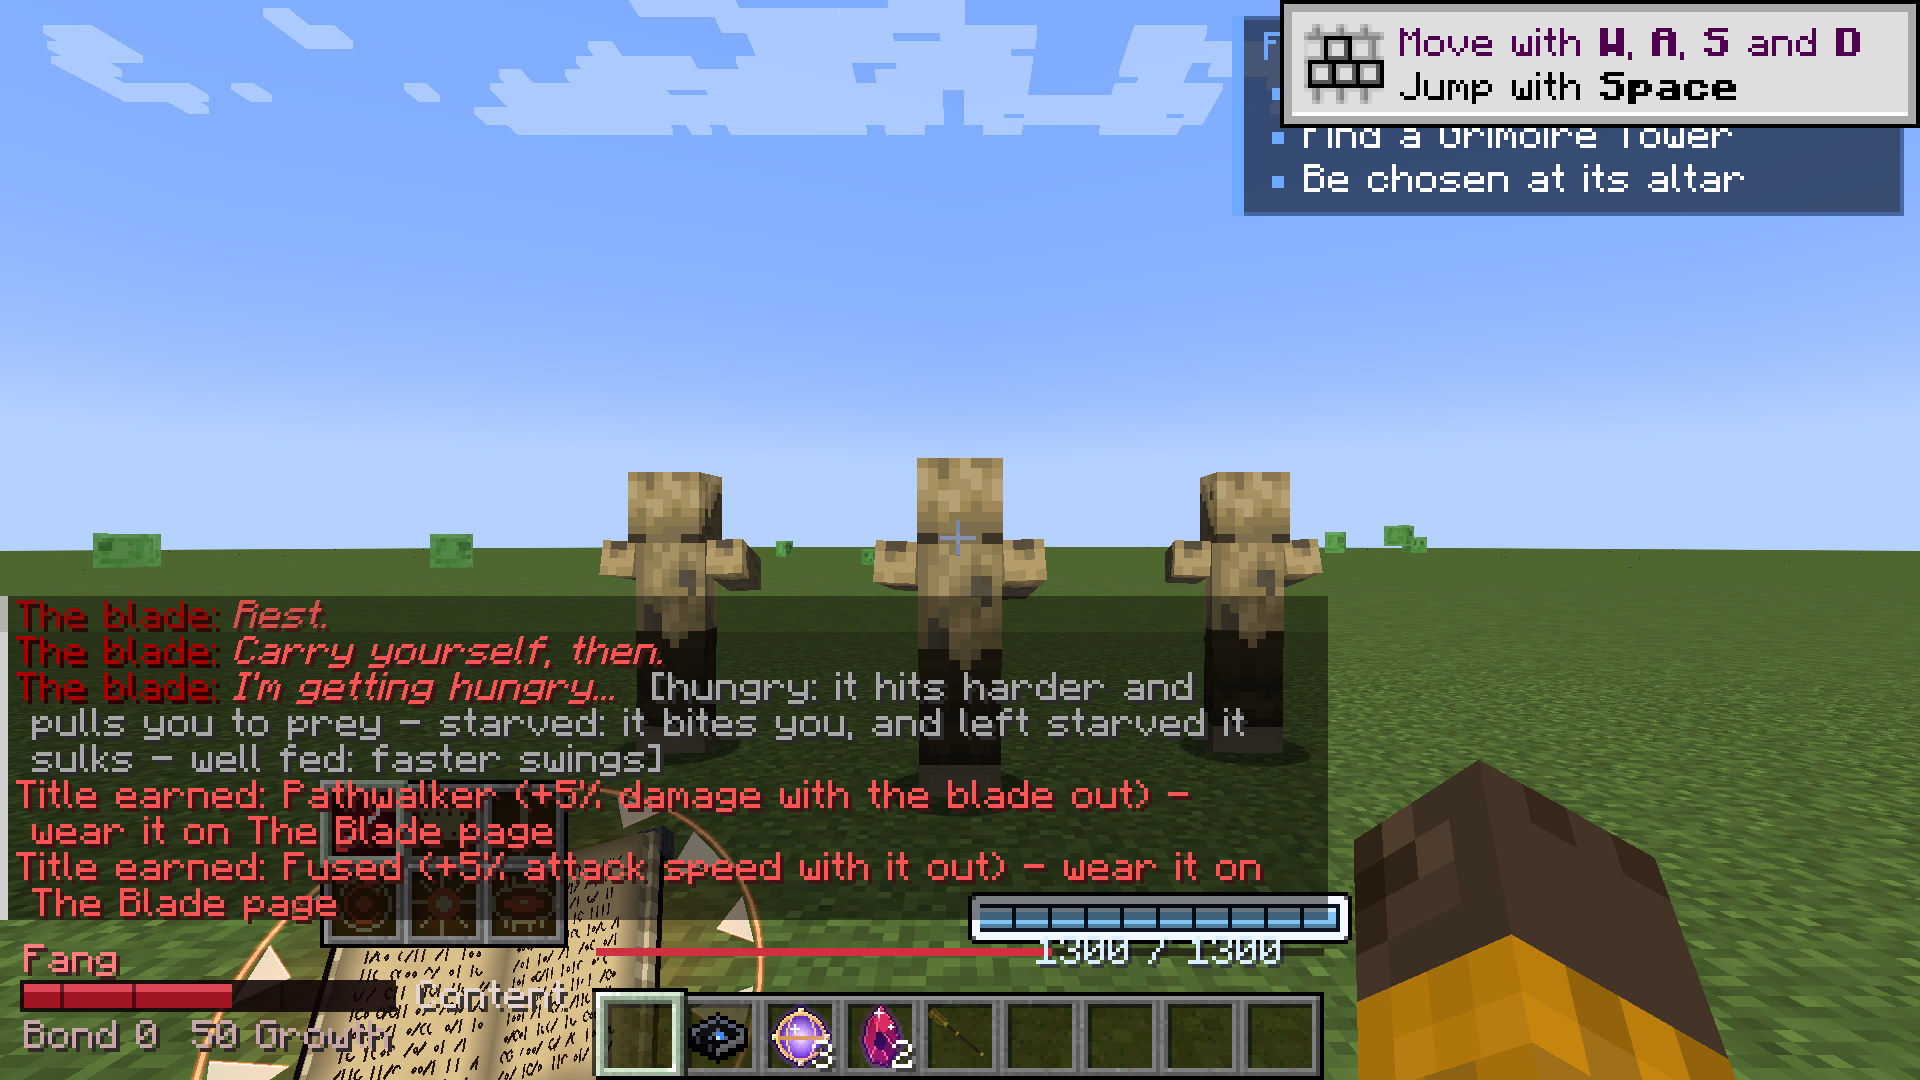 Move with W, A, S and D
Jump with Space
Find a Grimoire Tower
Be chosen at its altar
The blade: Rest.
The blade: Carry yourself, then.
The blade: I'm getting hungry... [hungry: it hits harder and
pulls you to prey - starved: it bites you, and left starved it
sulks - well fed: faster swings]
Title earned: Pathwalker (+5% damage with the blade out) -
wear it on The Blade page
Title earned: Fused (+5% attack speed with it out) - wear it on
The Blade page
1300 / 1300
Fang
Content
Bond 0 50 Growth
3
2